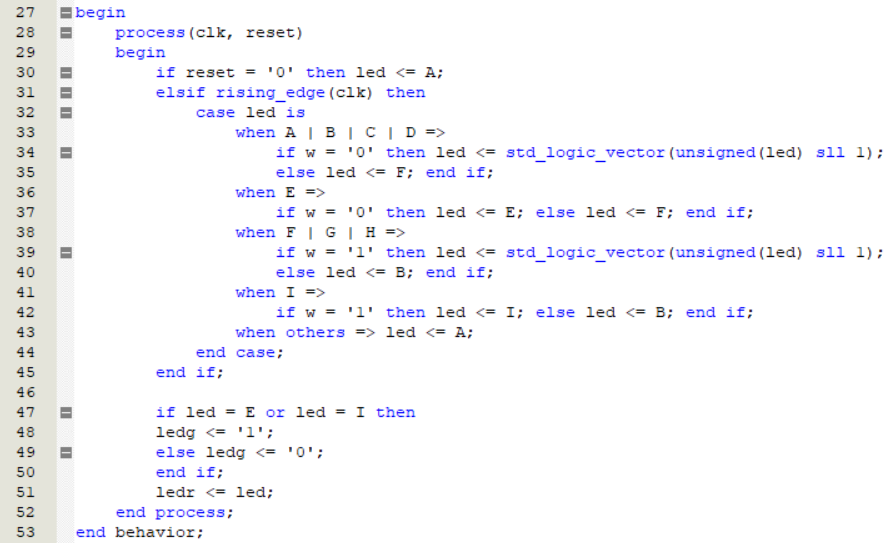 27 begin
28     process(clk, reset)
29     begin
30         if reset = '0' then led <= A;
31         elsif rising_edge(clk) then
32             case led is
33                 when A | B | C | D =>
34                     if w = '0' then led <= std_logic_vector(unsigned(led) sll 1);
35                     else led <= F; end if;
36                 when E =>
37                     if w = '0' then led <= E; else led <= F; end if;
38                 when F | G | H =>
39                     if w = '1' then led <= std_logic_vector(unsigned(led) sll 1);
40                     else led <= B; end if;
41                 when I =>
42                     if w = '1' then led <= I; else led <= B; end if;
43                 when others => led <= A;
44             end case;
45         end if;
46
47         if led = E or led = I then
48         ledg <= '1';
49         else ledg <= '0';
50         end if;
51         ledr <= led;
52     end process;
53 end behavior;